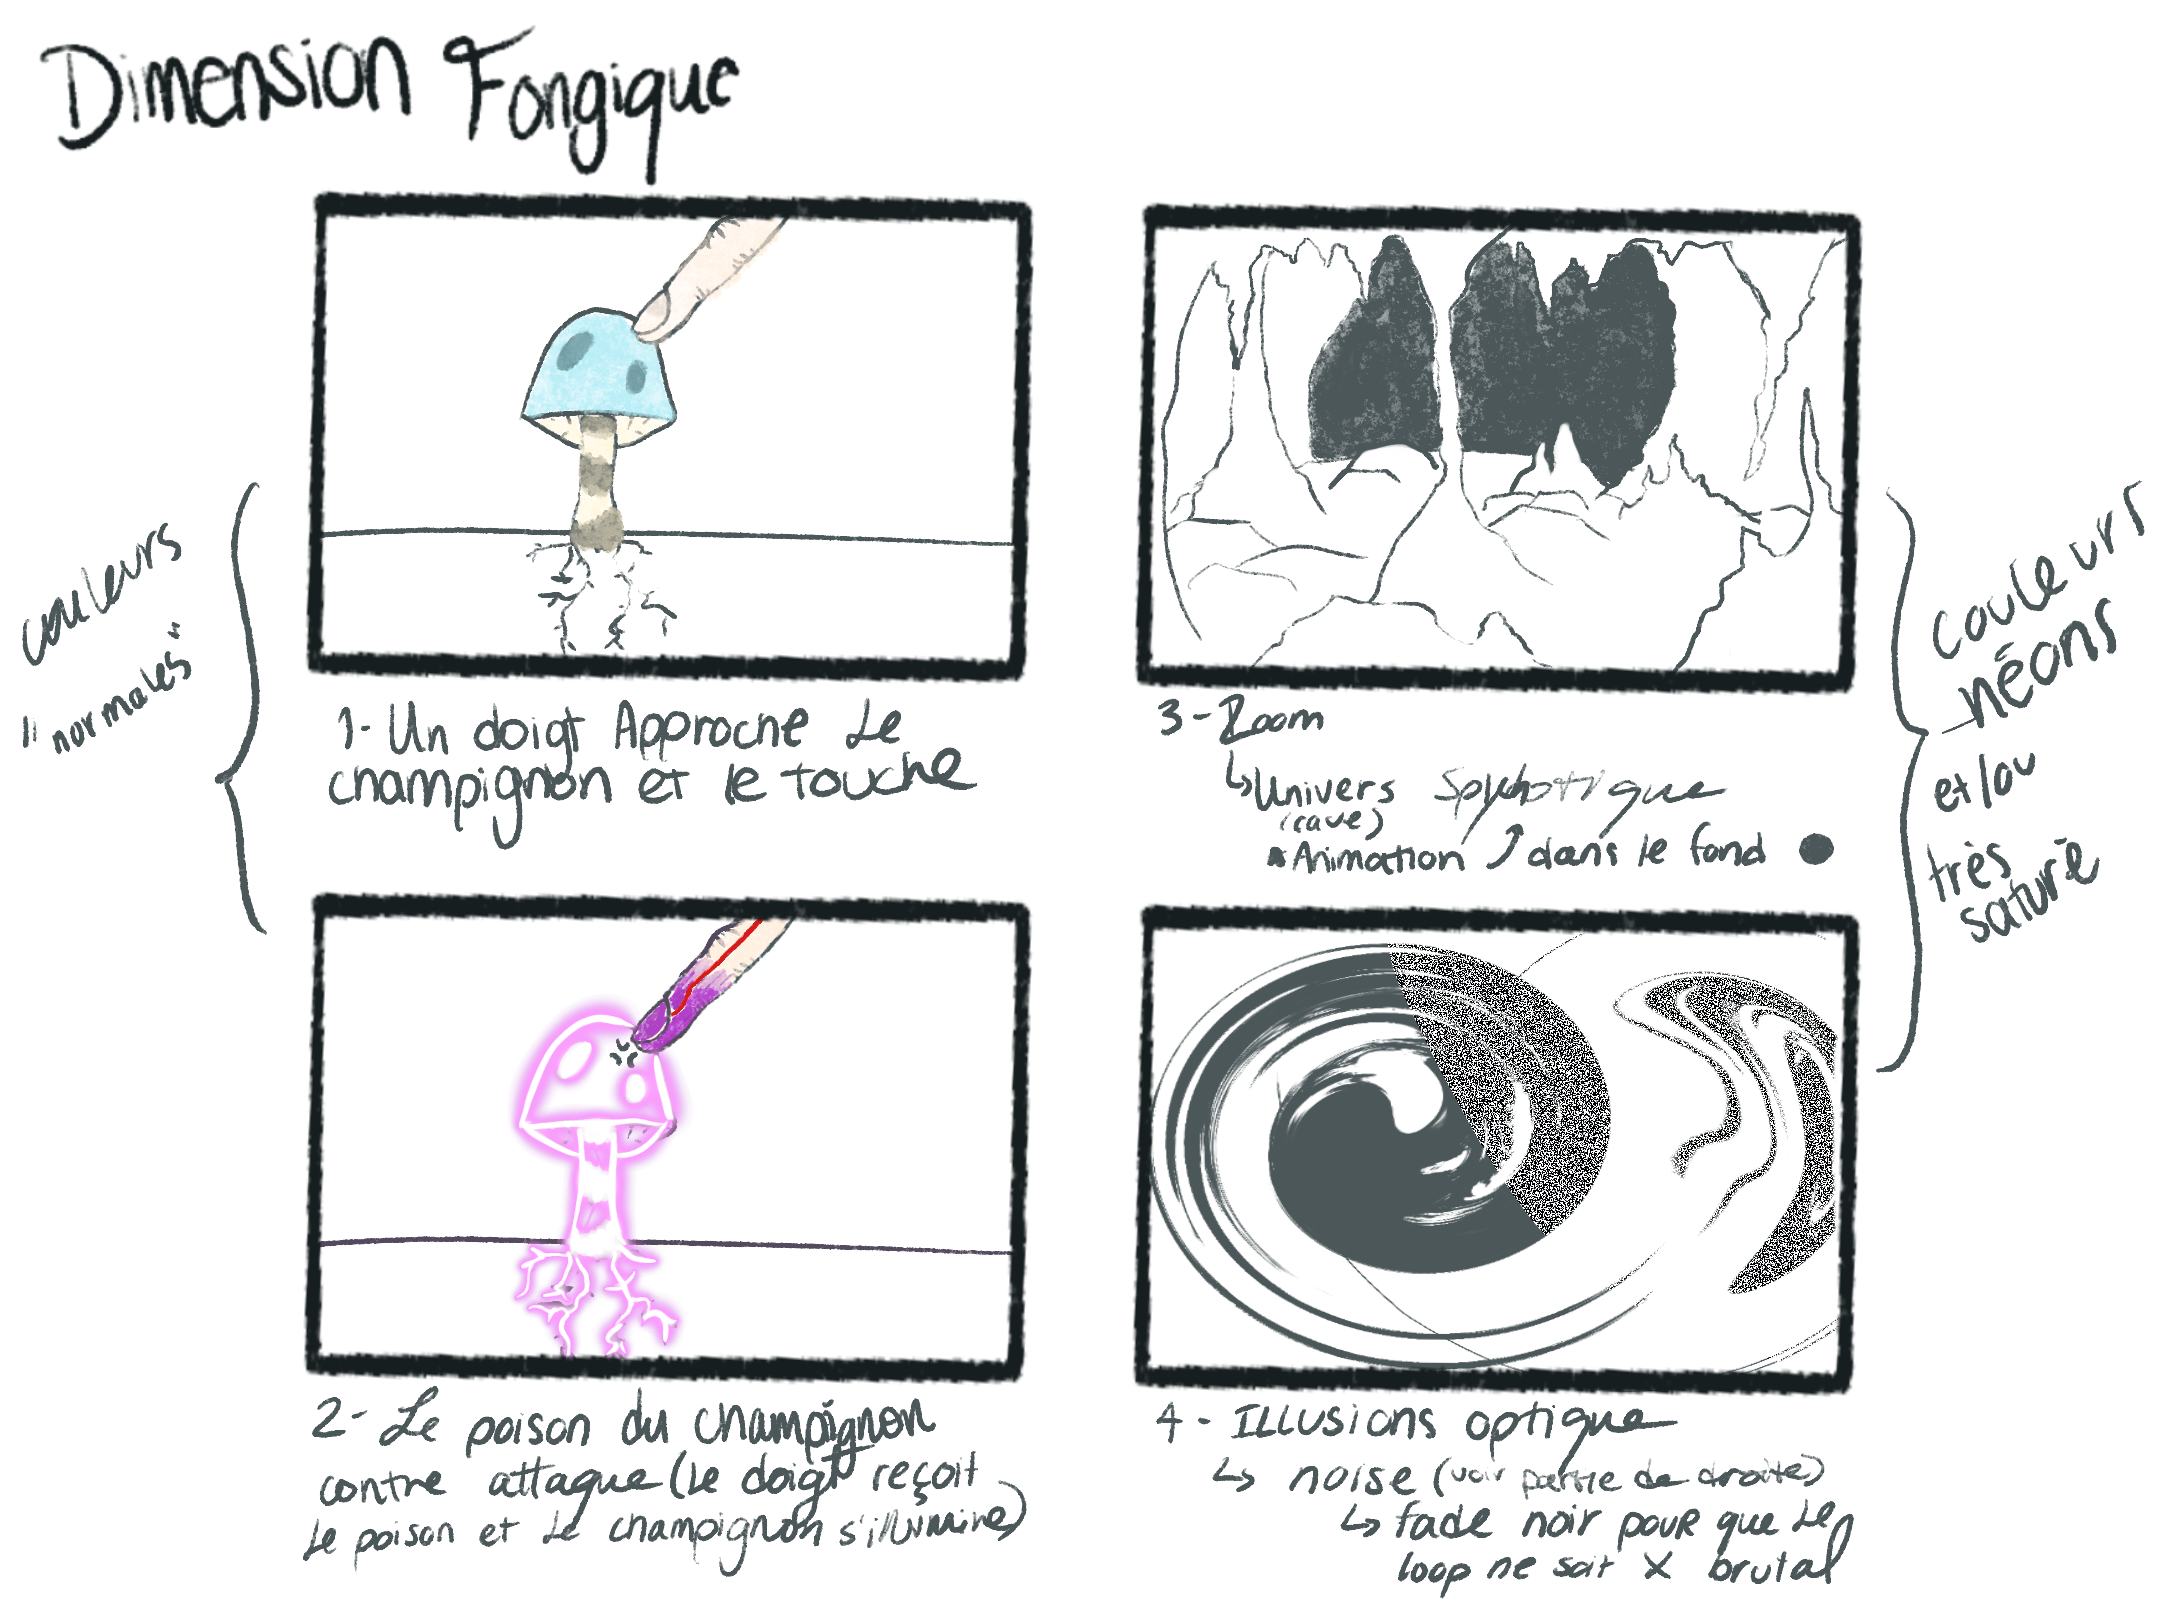 Dimension Fongique
couleurs
"normales"
1- Un doigt Approche Le
champignon et le touche
2- Le poison du champignon
contre attaque (Le doigt reçoit
Le poison et Le champignon s'illumine)
3 - Zoom
↳ Univers
(cave)
* Animation ⤴ dans le fond
4 - ILLUSIONS optique
↳ noise (voir partie de droite)
↳ fade noir pour que Le
loop ne soit X brutal
couleurs
néons
et/ou
très
saturé